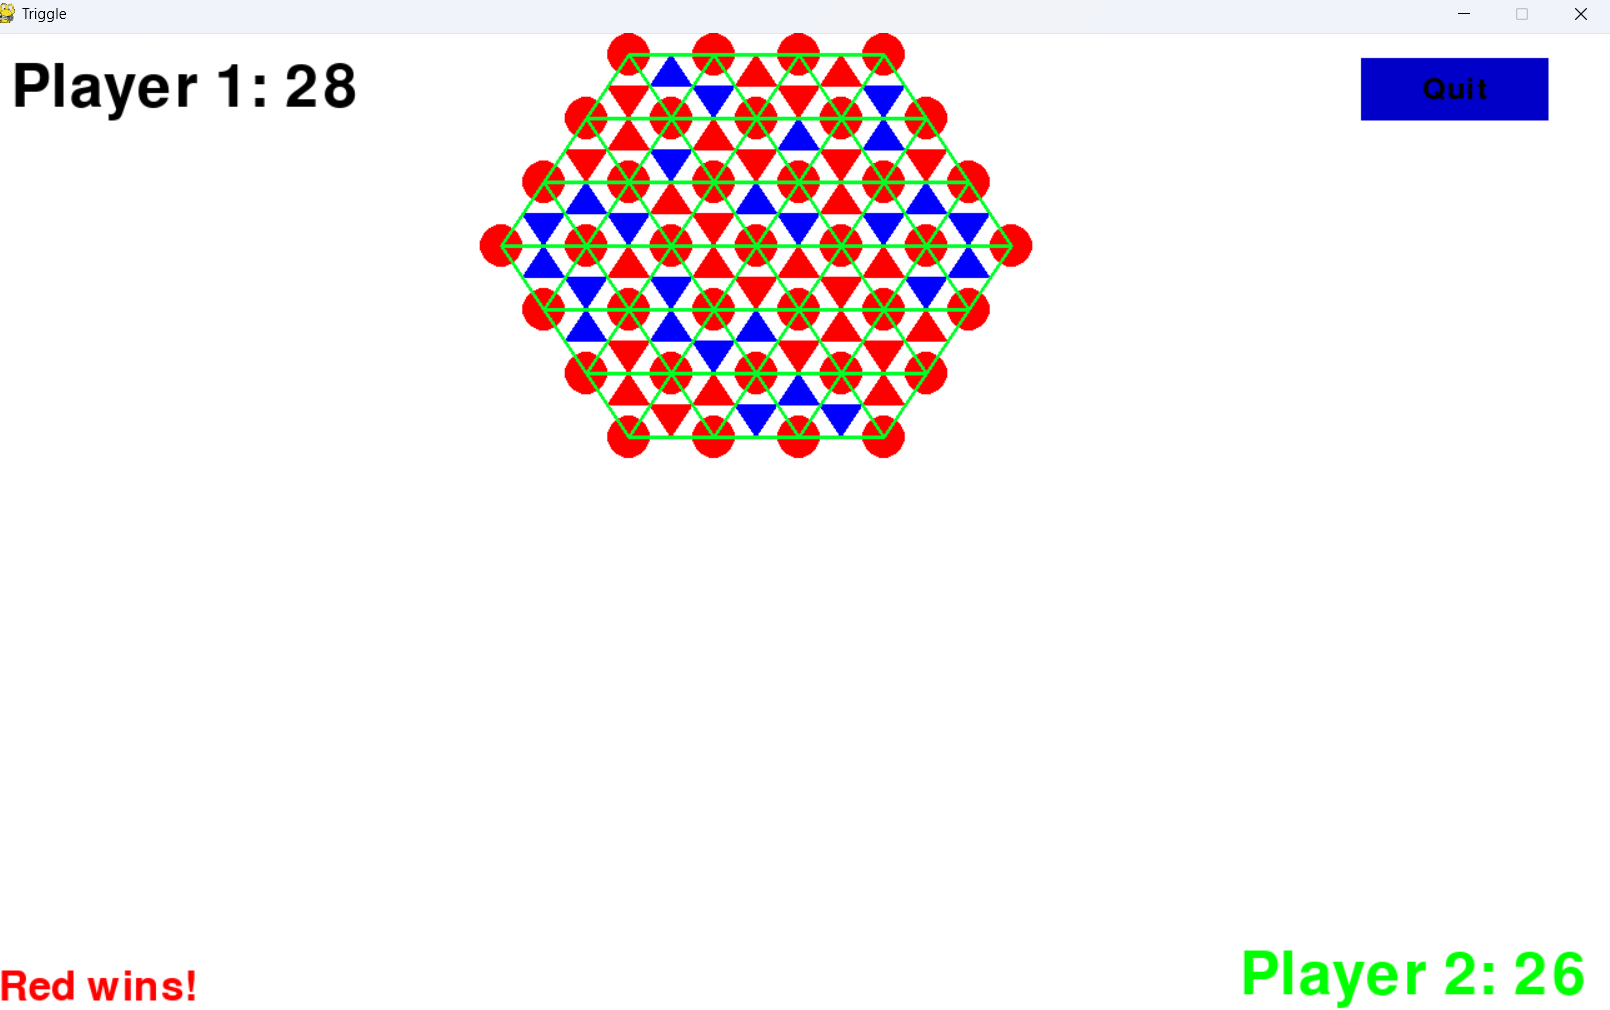 Triggle
Player 1: 28
Quit
Red wins!
Player 2: 26